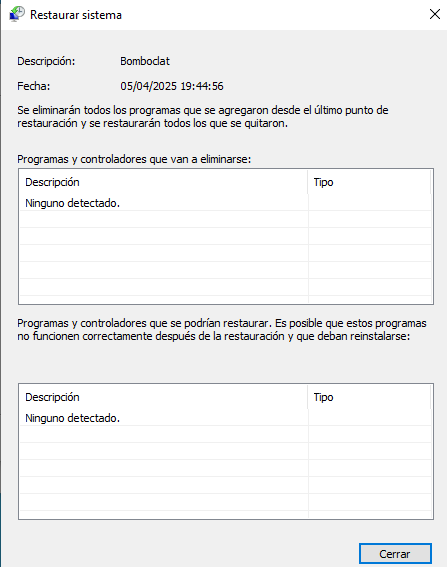 Restaurar sistema
Descripción: Bomboclat
Fecha: 05/04/2025 19:44:56
Se eliminarán todos los programas que se agregaron desde el último punto de
restauración y se restaurarán todos los que se quitaron.
Programas y controladores que van a eliminarse:
Descripción Tipo
Ninguno detectado.
Programas y controladores que se podrían restaurar. Es posible que estos programas
no funcionen correctamente después de la restauración y que deban reinstalarse:
Descripción Tipo
Ninguno detectado.
Cerrar